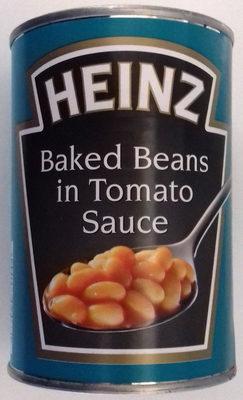 HEINZ
Baked Beans
in Tomato
Sauce